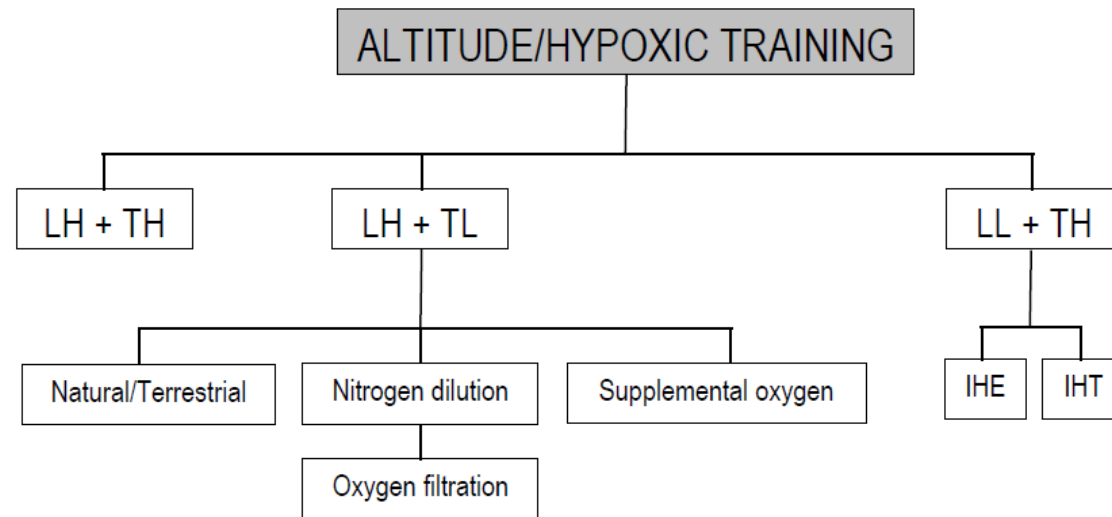 ALTITUDE/HYPOXIC TRAINING
LH + TH
LH + TL
LL + TH
Natural/Terrestrial
Nitrogen dilution
Supplemental oxygen
IHE
IHT
Oxygen filtration